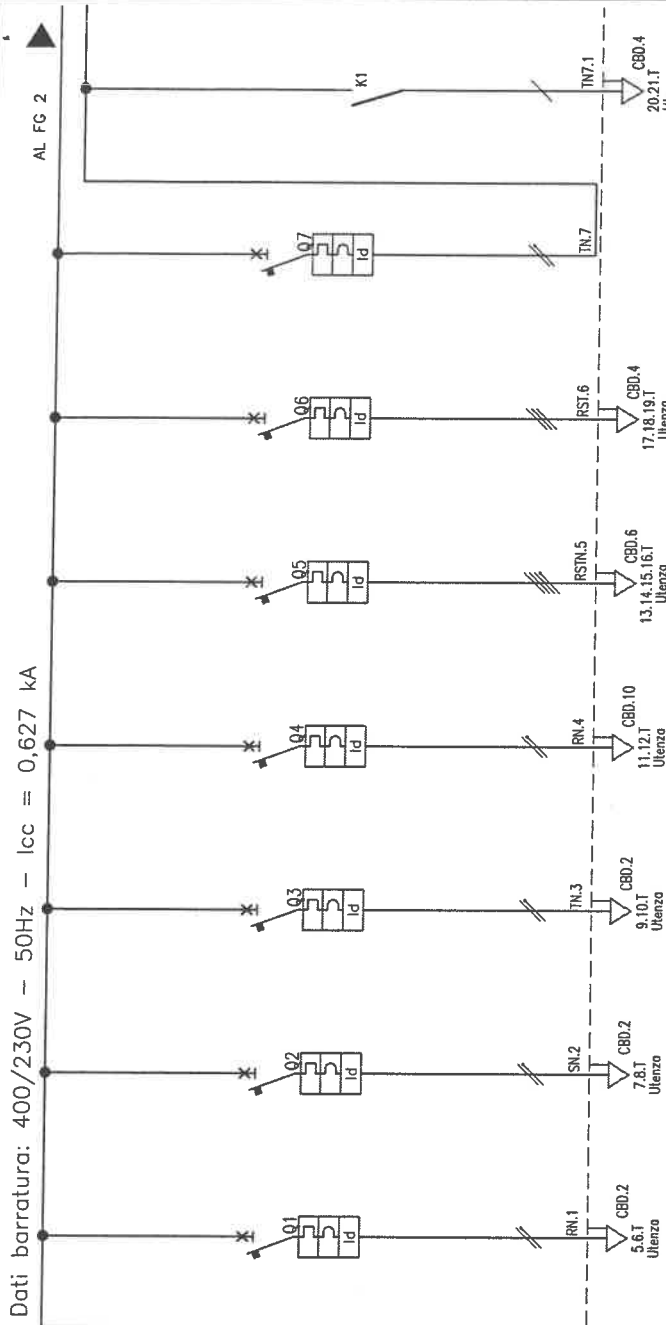 Dati barratura: 400/230V – 50Hz – Icc = 0,627 kA
AL FG 2
Q1
Id
RN.1
CBD.2
5.6.T
Utenza
Q2
Id
SN.2
CBD.2
7.8.T
Utenza
Q3
Id
TN.3
CBD.2
9.10.T
Utenza
Q4
Id
RN.4
CBD.10
11.12.T
Utenza
Q5
Id
RSTN.5
CBD.6
13.14.15.16.T
Utenza
Q6
Id
RST.6
CBD.4
17.18.19.T
Utenza
Q7
Id
TN.7
K1
TN7.1
CBD.4
20.21.T